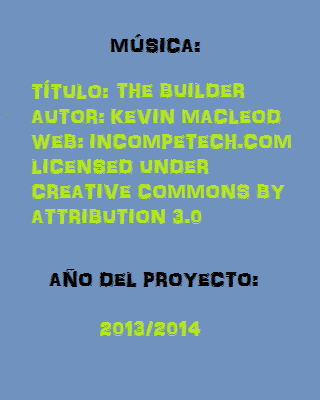 MÚSICA:
TÍTULO: THE BUILDER
AUTOR: KEVIN MACLEOD
WEB: INCOMPETECH.COM
LICENSED UNDER
CREATIVE COMMONS BY
ATTRIBUTION 3.0
AÑO DEL PROYECTO:
2013/2014